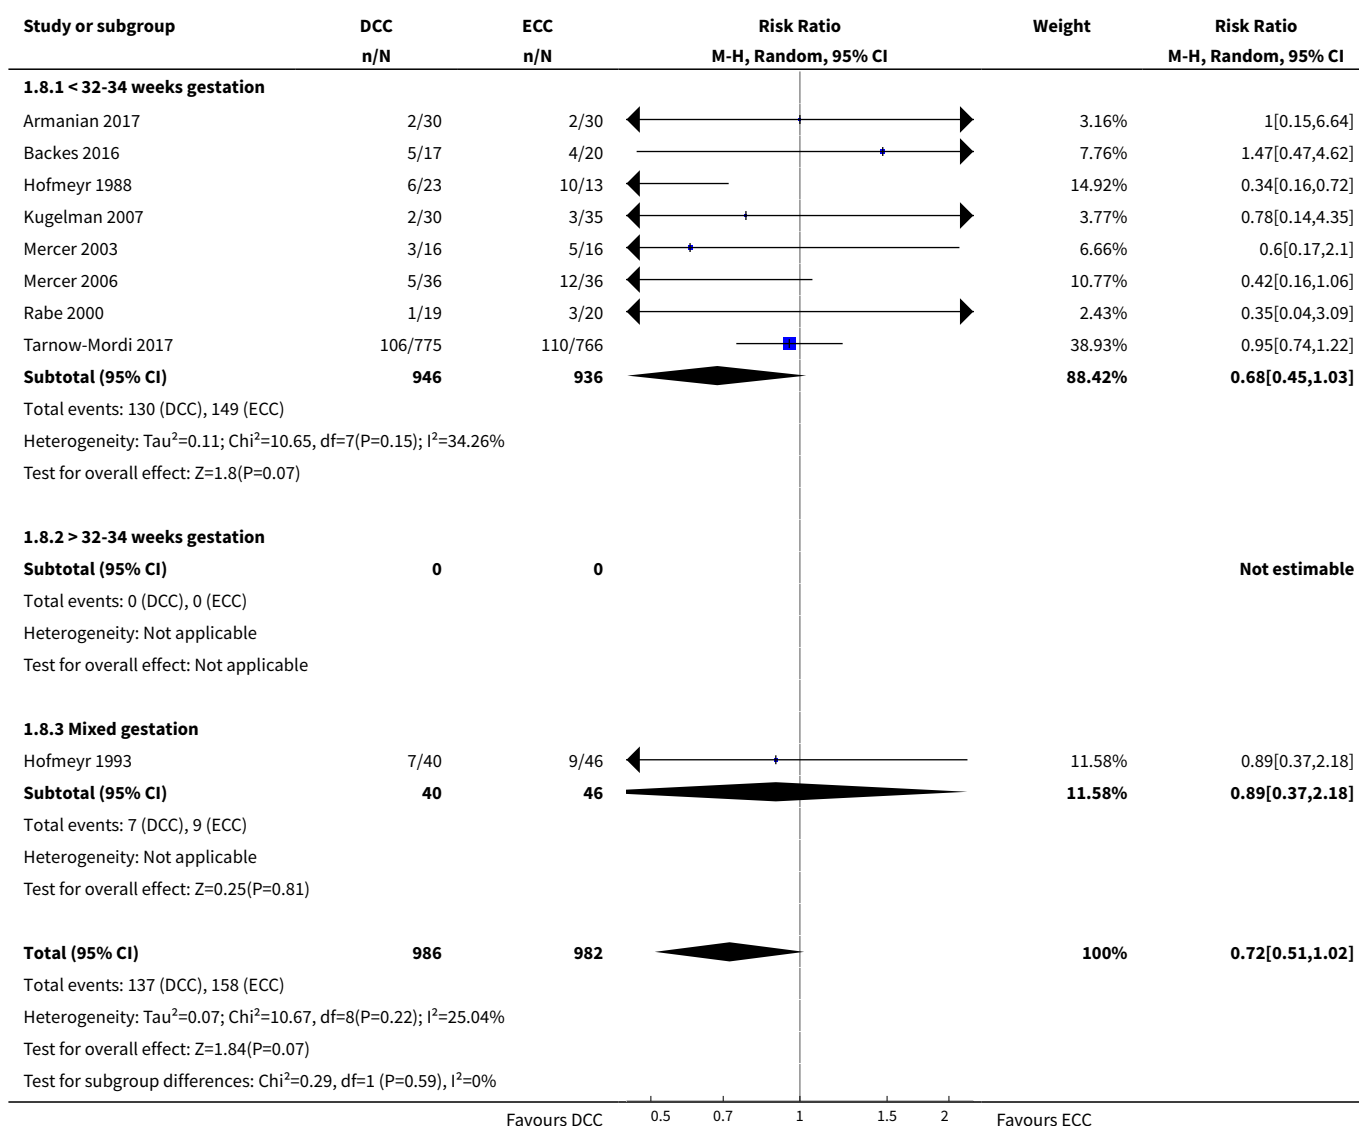 Study or subgroup DCC ECC Risk Ratio Weight Risk Ratio
n/N n/N M-H, Random, 95% CI M-H, Random, 95% CI
1.8.1 < 32-34 weeks gestation
Armanian 2017 2/30 2/30 3.16% 1[0.15,6.64]
Backes 2016 5/17 4/20 7.76% 1.47[0.47,4.62]
Hofmeyr 1988 6/23 10/13 14.92% 0.34[0.16,0.72]
Kugelman 2007 2/30 3/35 3.77% 0.78[0.14,4.35]
Mercer 2003 3/16 5/16 6.66% 0.6[0.17,2.1]
Mercer 2006 5/36 12/36 10.77% 0.42[0.16,1.06]
Rabe 2000 1/19 3/20 2.43% 0.35[0.04,3.09]
Tarnow-Mordi 2017 106/775 110/766 38.93% 0.95[0.74,1.22]
Subtotal (95% CI) 946 936 88.42% 0.68[0.45,1.03]
Total events: 130 (DCC), 149 (ECC)
Heterogeneity: Tau²=0.11; Chi²=10.65, df=7(P=0.15); I²=34.26%
Test for overall effect: Z=1.8(P=0.07)
1.8.2 > 32-34 weeks gestation
Subtotal (95% CI) 0 0 Not estimable
Total events: 0 (DCC), 0 (ECC)
Heterogeneity: Not applicable
Test for overall effect: Not applicable
1.8.3 Mixed gestation
Hofmeyr 1993 7/40 9/46 11.58% 0.89[0.37,2.18]
Subtotal (95% CI) 40 46 11.58% 0.89[0.37,2.18]
Total events: 7 (DCC), 9 (ECC)
Heterogeneity: Not applicable
Test for overall effect: Z=0.25(P=0.81)
Total (95% CI) 986 982 100% 0.72[0.51,1.02]
Total events: 137 (DCC), 158 (ECC)
Heterogeneity: Tau²=0.07; Chi²=10.67, df=8(P=0.22); I²=25.04%
Test for overall effect: Z=1.84(P=0.07)
Test for subgroup differences: Chi²=0.29, df=1 (P=0.59), I²=0%
Favours DCC 0.5 0.7 1 1.5 2 Favours ECC